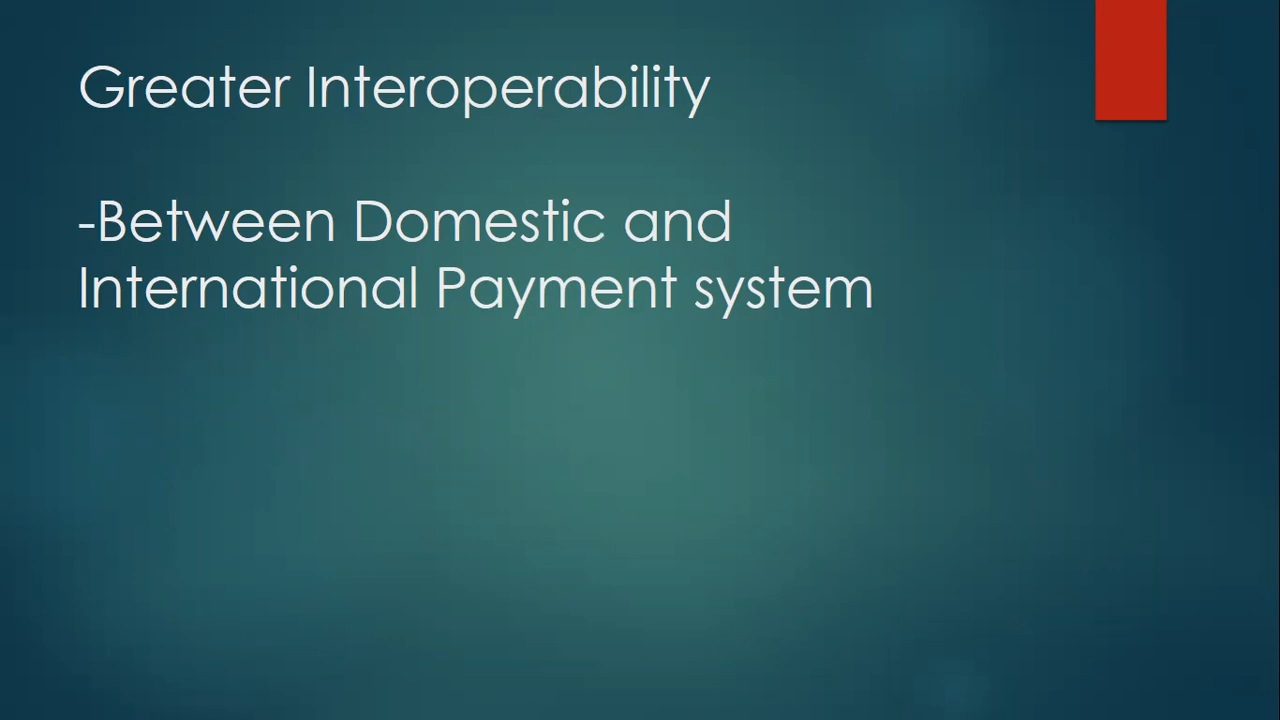 Greater Interoperability
-Between Domestic and
International Payment system